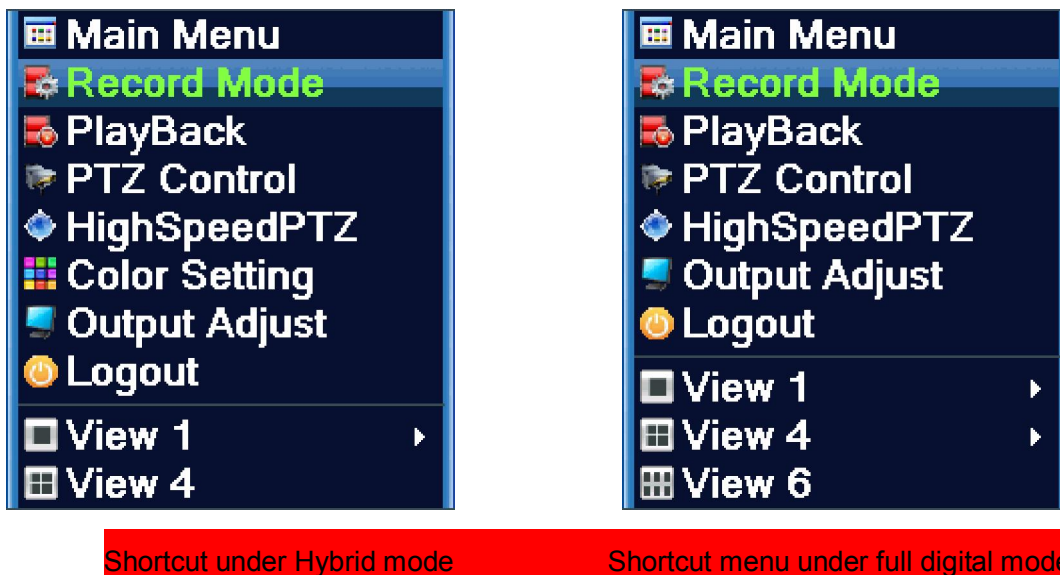 Main Menu
Record Mode
PlayBack
PTZ Control
HighSpeedPTZ
Color Setting
Output Adjust
Logout
View 1
View 4
Main Menu
Record Mode
PlayBack
PTZ Control
HighSpeedPTZ
Output Adjust
Logout
View 1
View 4
View 6
Shortcut under Hybrid mode
Shortcut menu under full digital mode